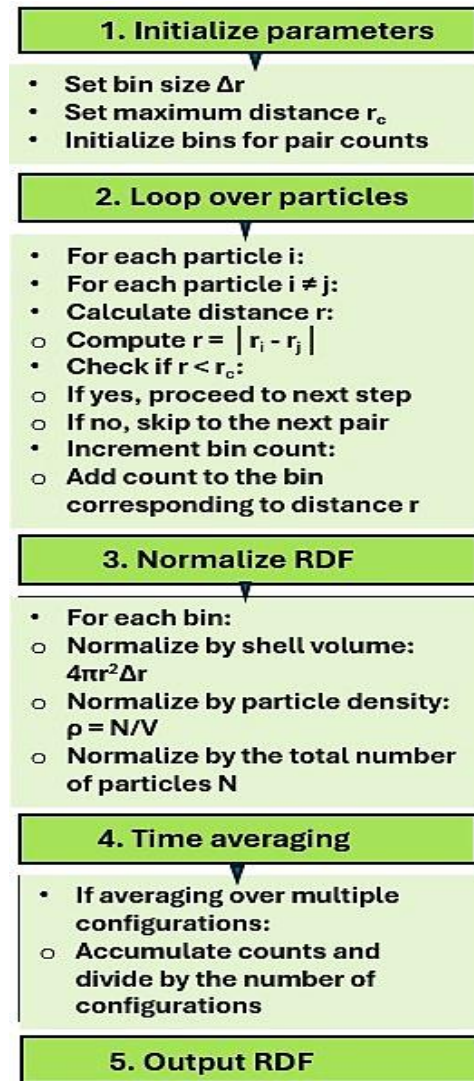 1. Initialize parameters
• Set bin size Δr
• Set maximum distance r꜀
• Initialize bins for pair counts
2. Loop over particles
• For each particle i:
• For each particle i ≠ j:
• Calculate distance r:
o Compute r = | rᵢ - rⱼ |
• Check if r < r꜀:
o If yes, proceed to next step
o If no, skip to the next pair
• Increment bin count:
o Add count to the bin
corresponding to distance r
3. Normalize RDF
• For each bin:
o Normalize by shell volume:
4πr²Δr
o Normalize by particle density:
ρ = N/V
o Normalize by the total number
of particles N
4. Time averaging
• If averaging over multiple
configurations:
o Accumulate counts and
divide by the number of
configurations
5. Output RDF